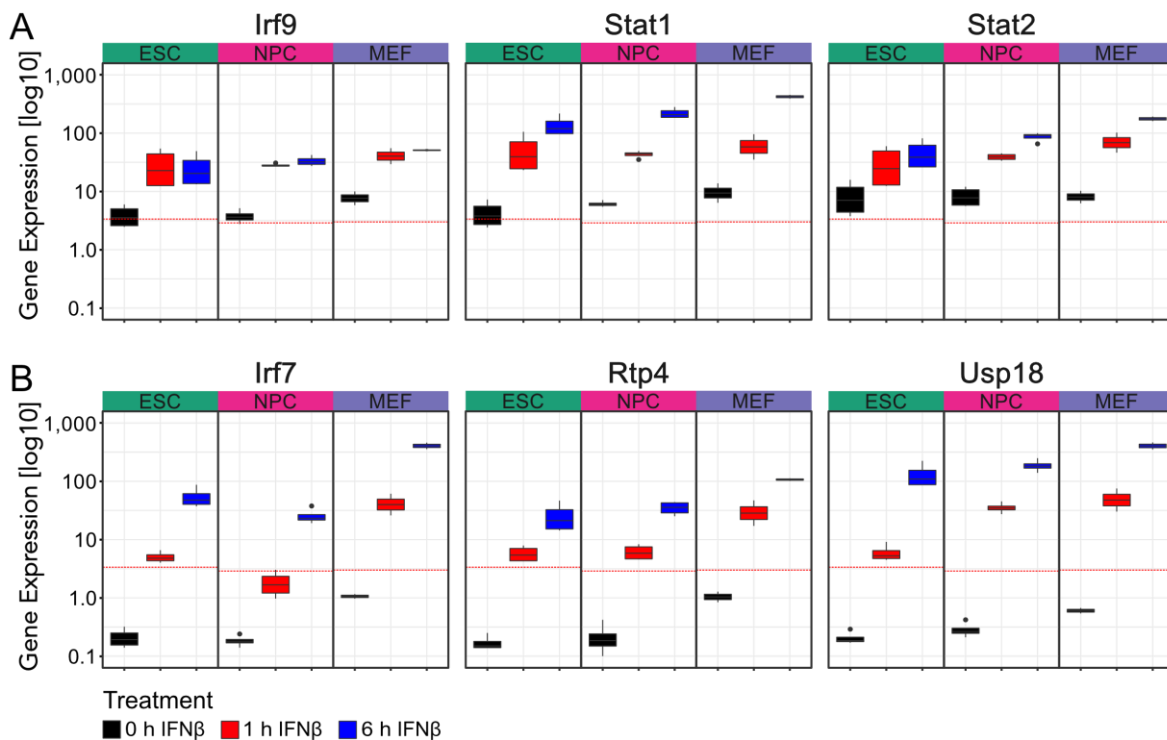 A
Irf9 Stat1 Stat2
ESC NPC MEF ESC NPC MEF ESC NPC MEF
Gene Expression [log10]
1,000
100
10
1.0
0.1
B
Irf7 Rtp4 Usp18
ESC NPC MEF ESC NPC MEF ESC NPC MEF
Gene Expression [log10]
1,000
100
10
1.0
0.1
Treatment
0 h IFNβ 1 h IFNβ 6 h IFNβ